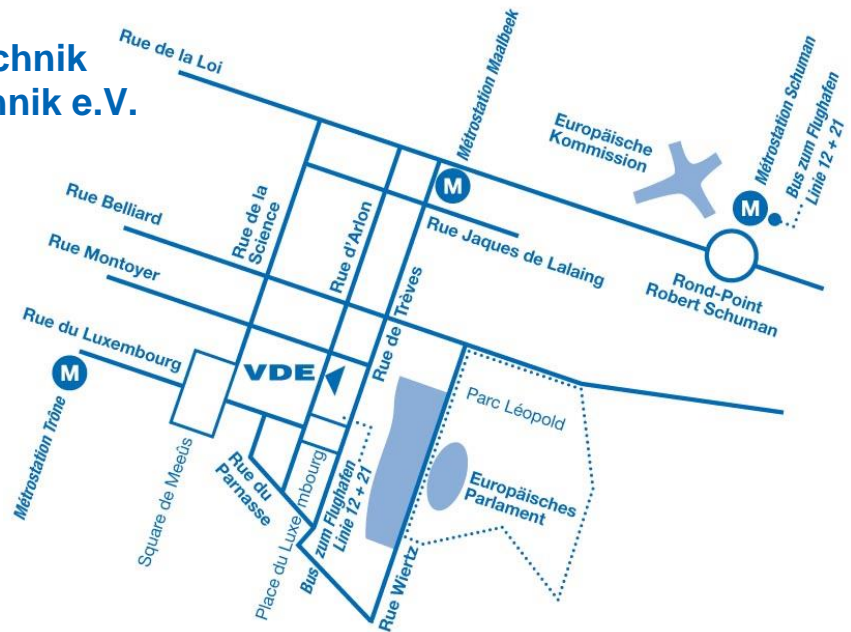 chnik
nik e.V.
Rue de la Loi
Métrostation Maalbeek
M
Europäische
Kommission
Métrostation Schuman
Bus zum Flughafen
Linie 12 + 21
M
Rue Belliard
Rue de la
Science
Rue d'Arlon
Rue Jaques de Lalaing
Rue Montoyer
Rue de Trèves
Rond-Point
Robert Schuman
Rue du Luxembourg
M
VDE
Parc Léopold
Métrostation Trône
Square de Meeûs
Rue du
Parnasse
Place du Luxembourg
Bus zum Flughafen
Linie 12 + 21
Europäisches
Parlament
Rue Wiertz